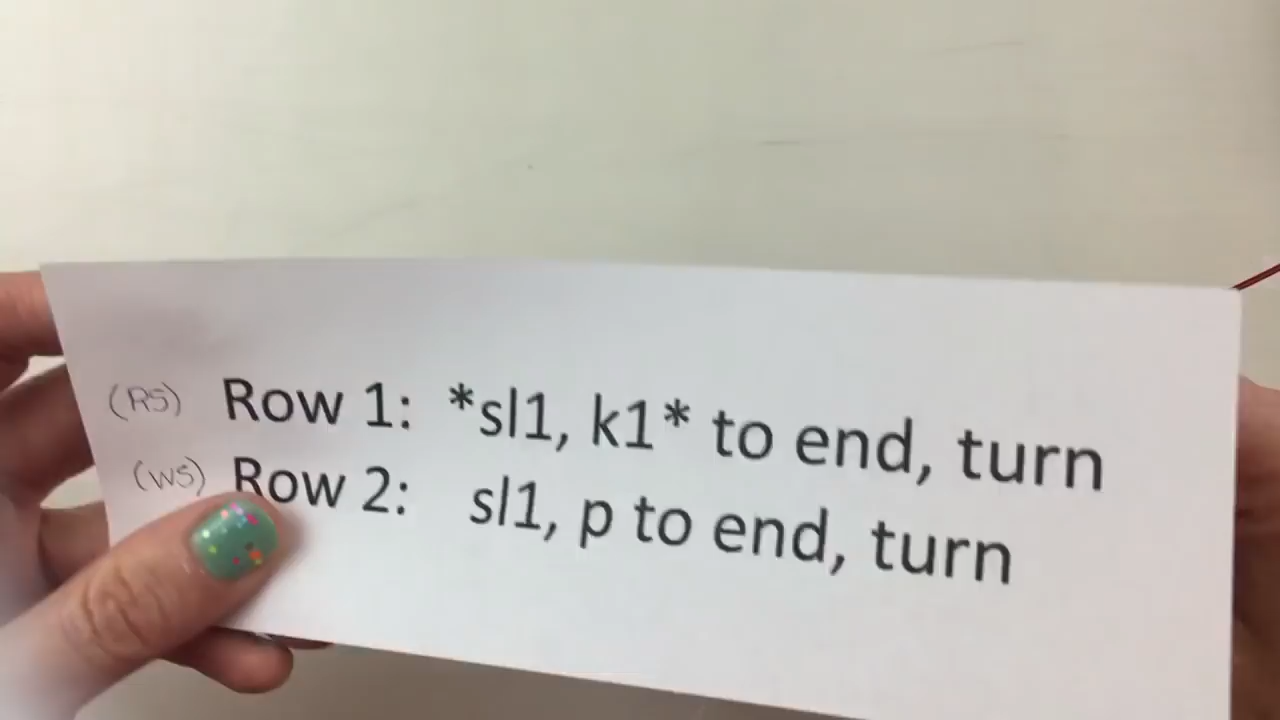 (RS) Row 1: *sl1, k1* to end, turn
(WS) Row 2: sl1, p to end, turn